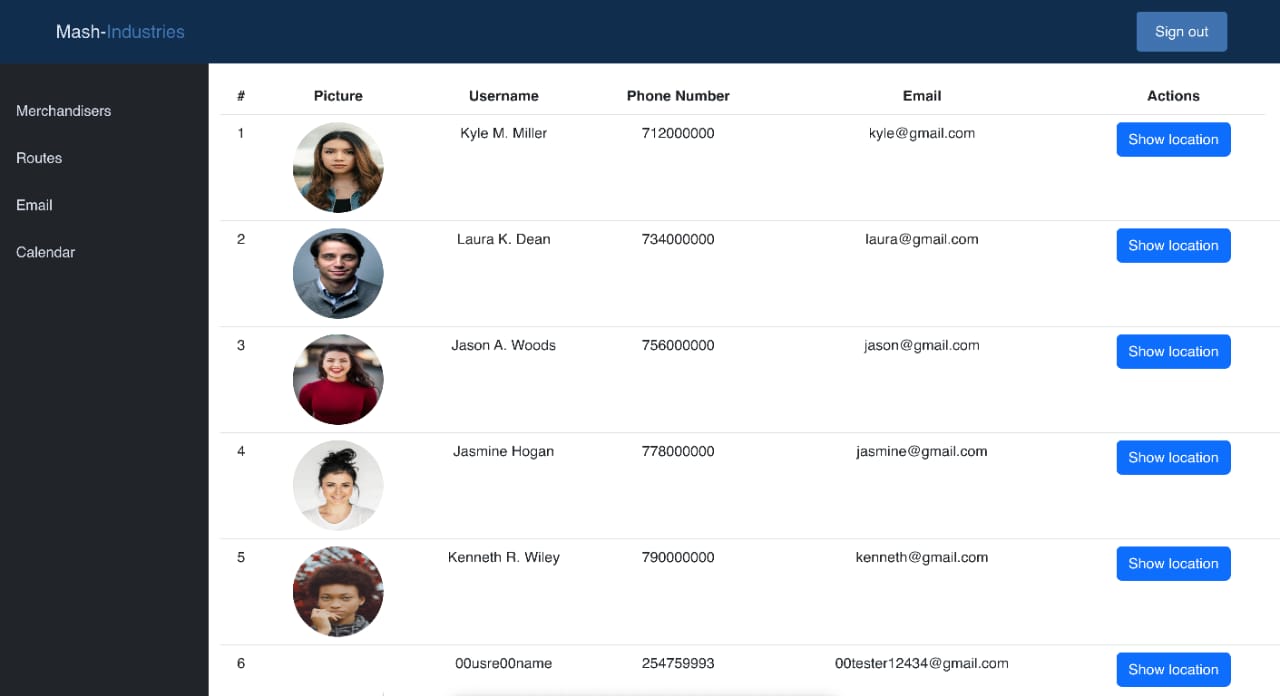 Mash-Industries
Sign out
Merchandisers
Routes
Email
Calendar
# Picture Username Phone Number Email Actions
1 Kyle M. Miller 712000000 kyle@gmail.com Show location
2 Laura K. Dean 734000000 laura@gmail.com Show location
3 Jason A. Woods 756000000 jason@gmail.com Show location
4 Jasmine Hogan 778000000 jasmine@gmail.com Show location
5 Kenneth R. Wiley 790000000 kenneth@gmail.com Show location
6 00usre00name 254759993 00tester12434@gmail.com Show location